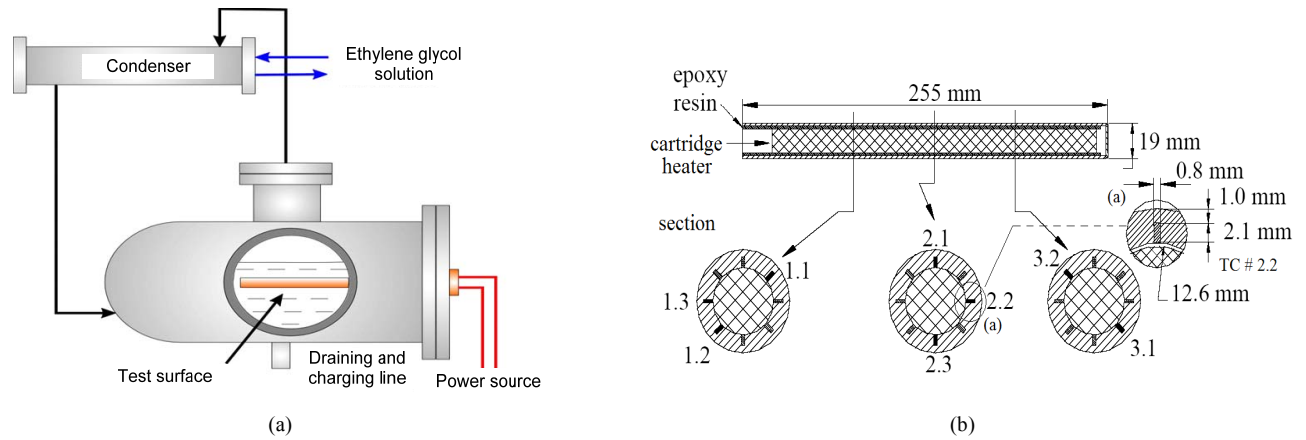 Condenser
Ethylene glycol
solution
Test surface
Draining and
charging line
Power source
(a)
epoxy
resin
255 mm
cartridge
heater
19 mm
0.8 mm
(a)
1.0 mm
2.1 mm
TC # 2.2
12.6 mm
section
1.1
1.3
1.2
2.1
2.2
(a)
2.3
3.2
3.1
(b)